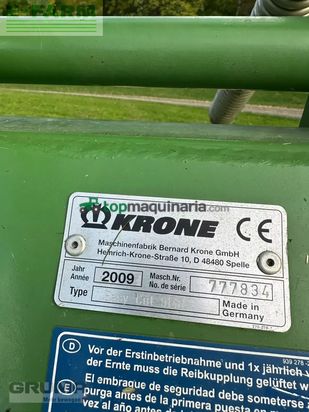 E-FARM
topmaquinaria.com
KRONE
CE
Maschinenfabrik Bernard Krone GmbH
Heinrich-Krone-Straße 10, D 48480 Spelle
Jahr
Année
2009
Masch.Nr.
No. de série
777834
Type
Made in
Germany
D
Vor der Erstinbetriebnahme und 1x jährlich vor
der Ernte muss die Reibkupplung gelüftet
E
El embrague de seguridad debe someterse
purga antes de la primera puesta en
vez al año antes de